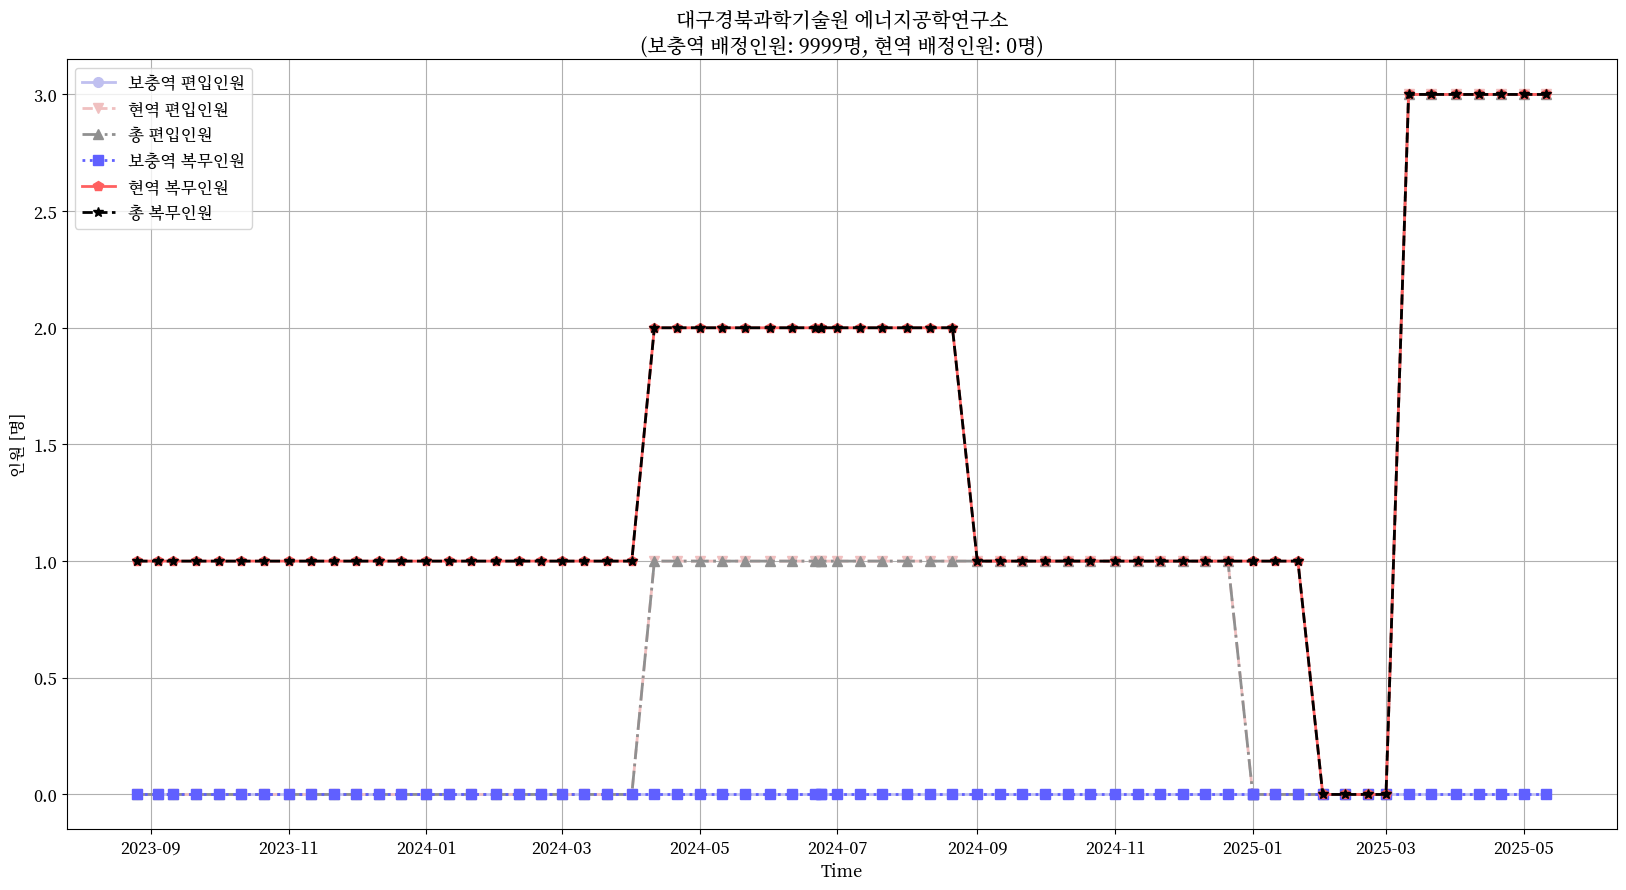 대구경북과학기술원 에너지공학연구소
(보충역 배정인원: 9999명, 현역 배정인원: 0명)
보충역 편입인원
현역 편입인원
총 편입인원
보충역 복무인원
현역 복무인원
총 복무인원
인원 [명]
3.0
2.5
2.0
1.5
1.0
0.5
0.0
2023-09
2023-11
2024-01
2024-03
2024-05
2024-07
2024-09
2024-11
2025-01
2025-03
2025-05
Time